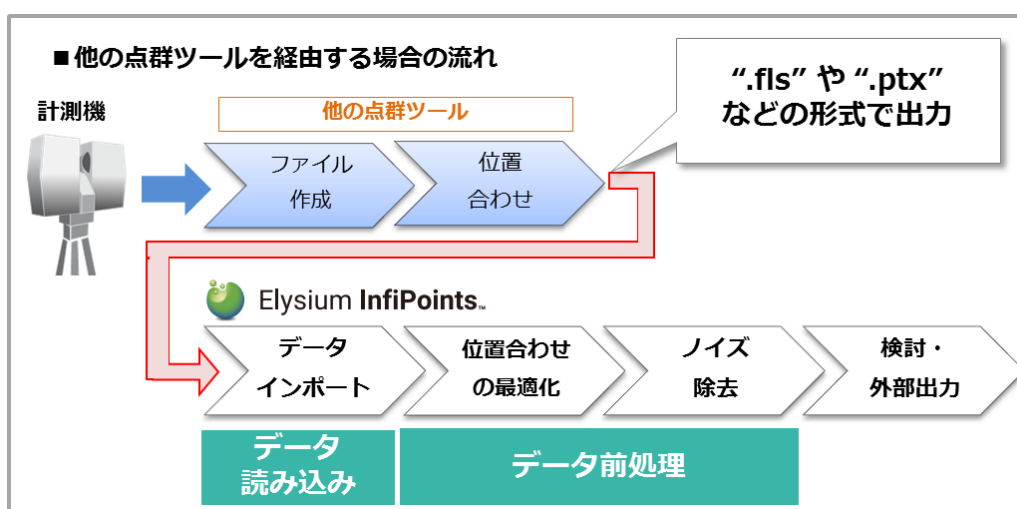 ■他の点群ツールを経由する場合の流れ
“.fls” や “.ptx”
などの形式で出力
計測機
他の点群ツール
ファイル
作成
位置
合わせ
Elysium InfiPoints™
データ
インポート
位置合わせ
の最適化
ノイズ
除去
検討・
外部出力
データ
読み込み
データ前処理